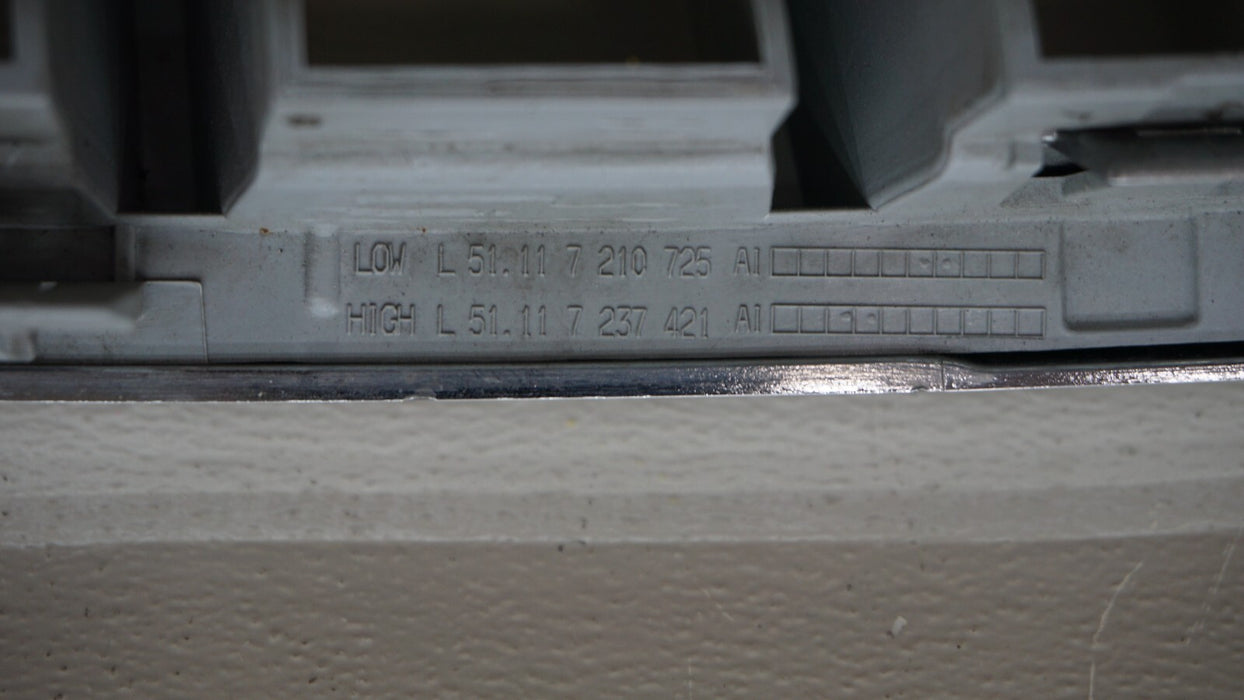 LOW L 51.11 7 210 725 AI
HIGH L 51.11 7 237 421 AI